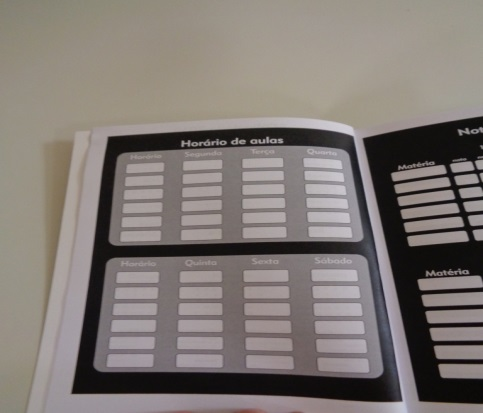 Horário de aulas
Horário Segunda Terça Quarta
Horário Quinta Sexta Sábado
Not
Matéria
Matéria